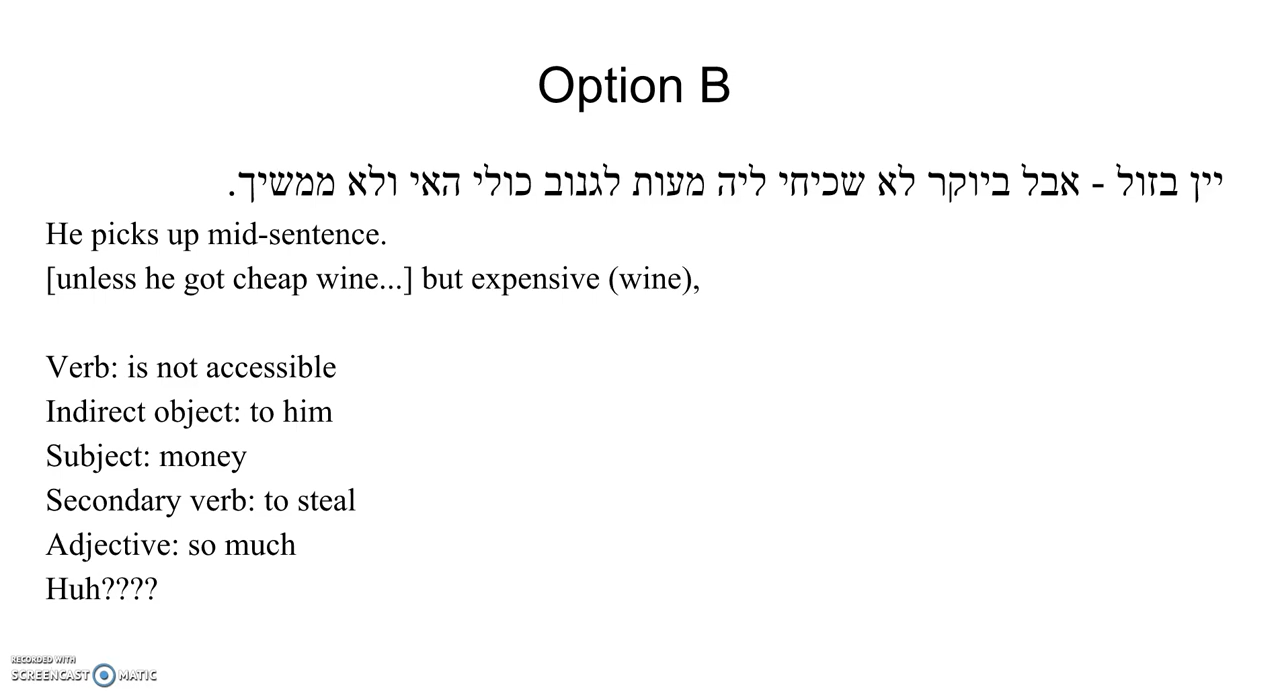 Option B
יין בזול - אבל ביוקר לא שכיחי ליה מעות לגנוב כולי האי ולא ממשיך.
He picks up mid-sentence.
[unless he got cheap wine...] but expensive (wine),
Verb: is not accessible
Indirect object: to him
Subject: money
Secondary verb: to steal
Adjective: so much
Huh????
RECORDED WITH
SCREENCAST MATIC